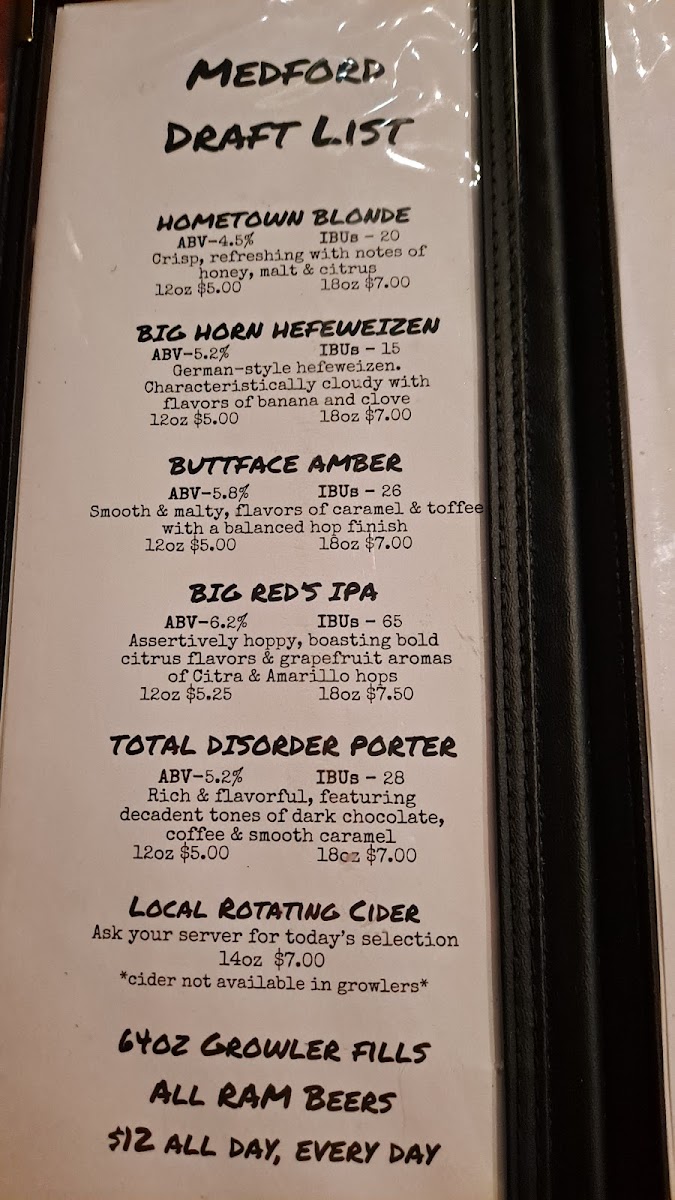 MEDFORD
DRAFT LIST
HOMETOWN BLONDE
ABV-4.5% IBUs - 20
Crisp, refreshing with notes of
honey, malt & citrus
12oz $5.00 18oz $7.00
BIG HORN HEFEWEIZEN
ABV-5.2% IBUs - 15
German-style hefeweizen.
Characteristically cloudy with
flavors of banana and clove
12oz $5.00 18oz $7.00
BUTTFACE AMBER
ABV-5.8% IBUs - 26
Smooth & malty, flavors of caramel & toffee
with a balanced hop finish
12oz $5.00 18oz $7.00
BIG RED'S IPA
ABV-6.2% IBUs - 65
Assertively hoppy, boasting bold
citrus flavors & grapefruit aromas
of Citra & Amarillo hops
12oz $5.25 18oz $7.50
TOTAL DISORDER PORTER
ABV-5.2% IBUs - 28
Rich & flavorful, featuring
decadent tones of dark chocolate,
coffee & smooth caramel
12oz $5.00 18oz $7.00
LOCAL ROTATING CIDER
Ask your server for today's selection
14oz $7.00
*cider not available in growlers*
64OZ GROWLER FILLS
ALL RAM BEERS
$12 ALL DAY, EVERY DAY